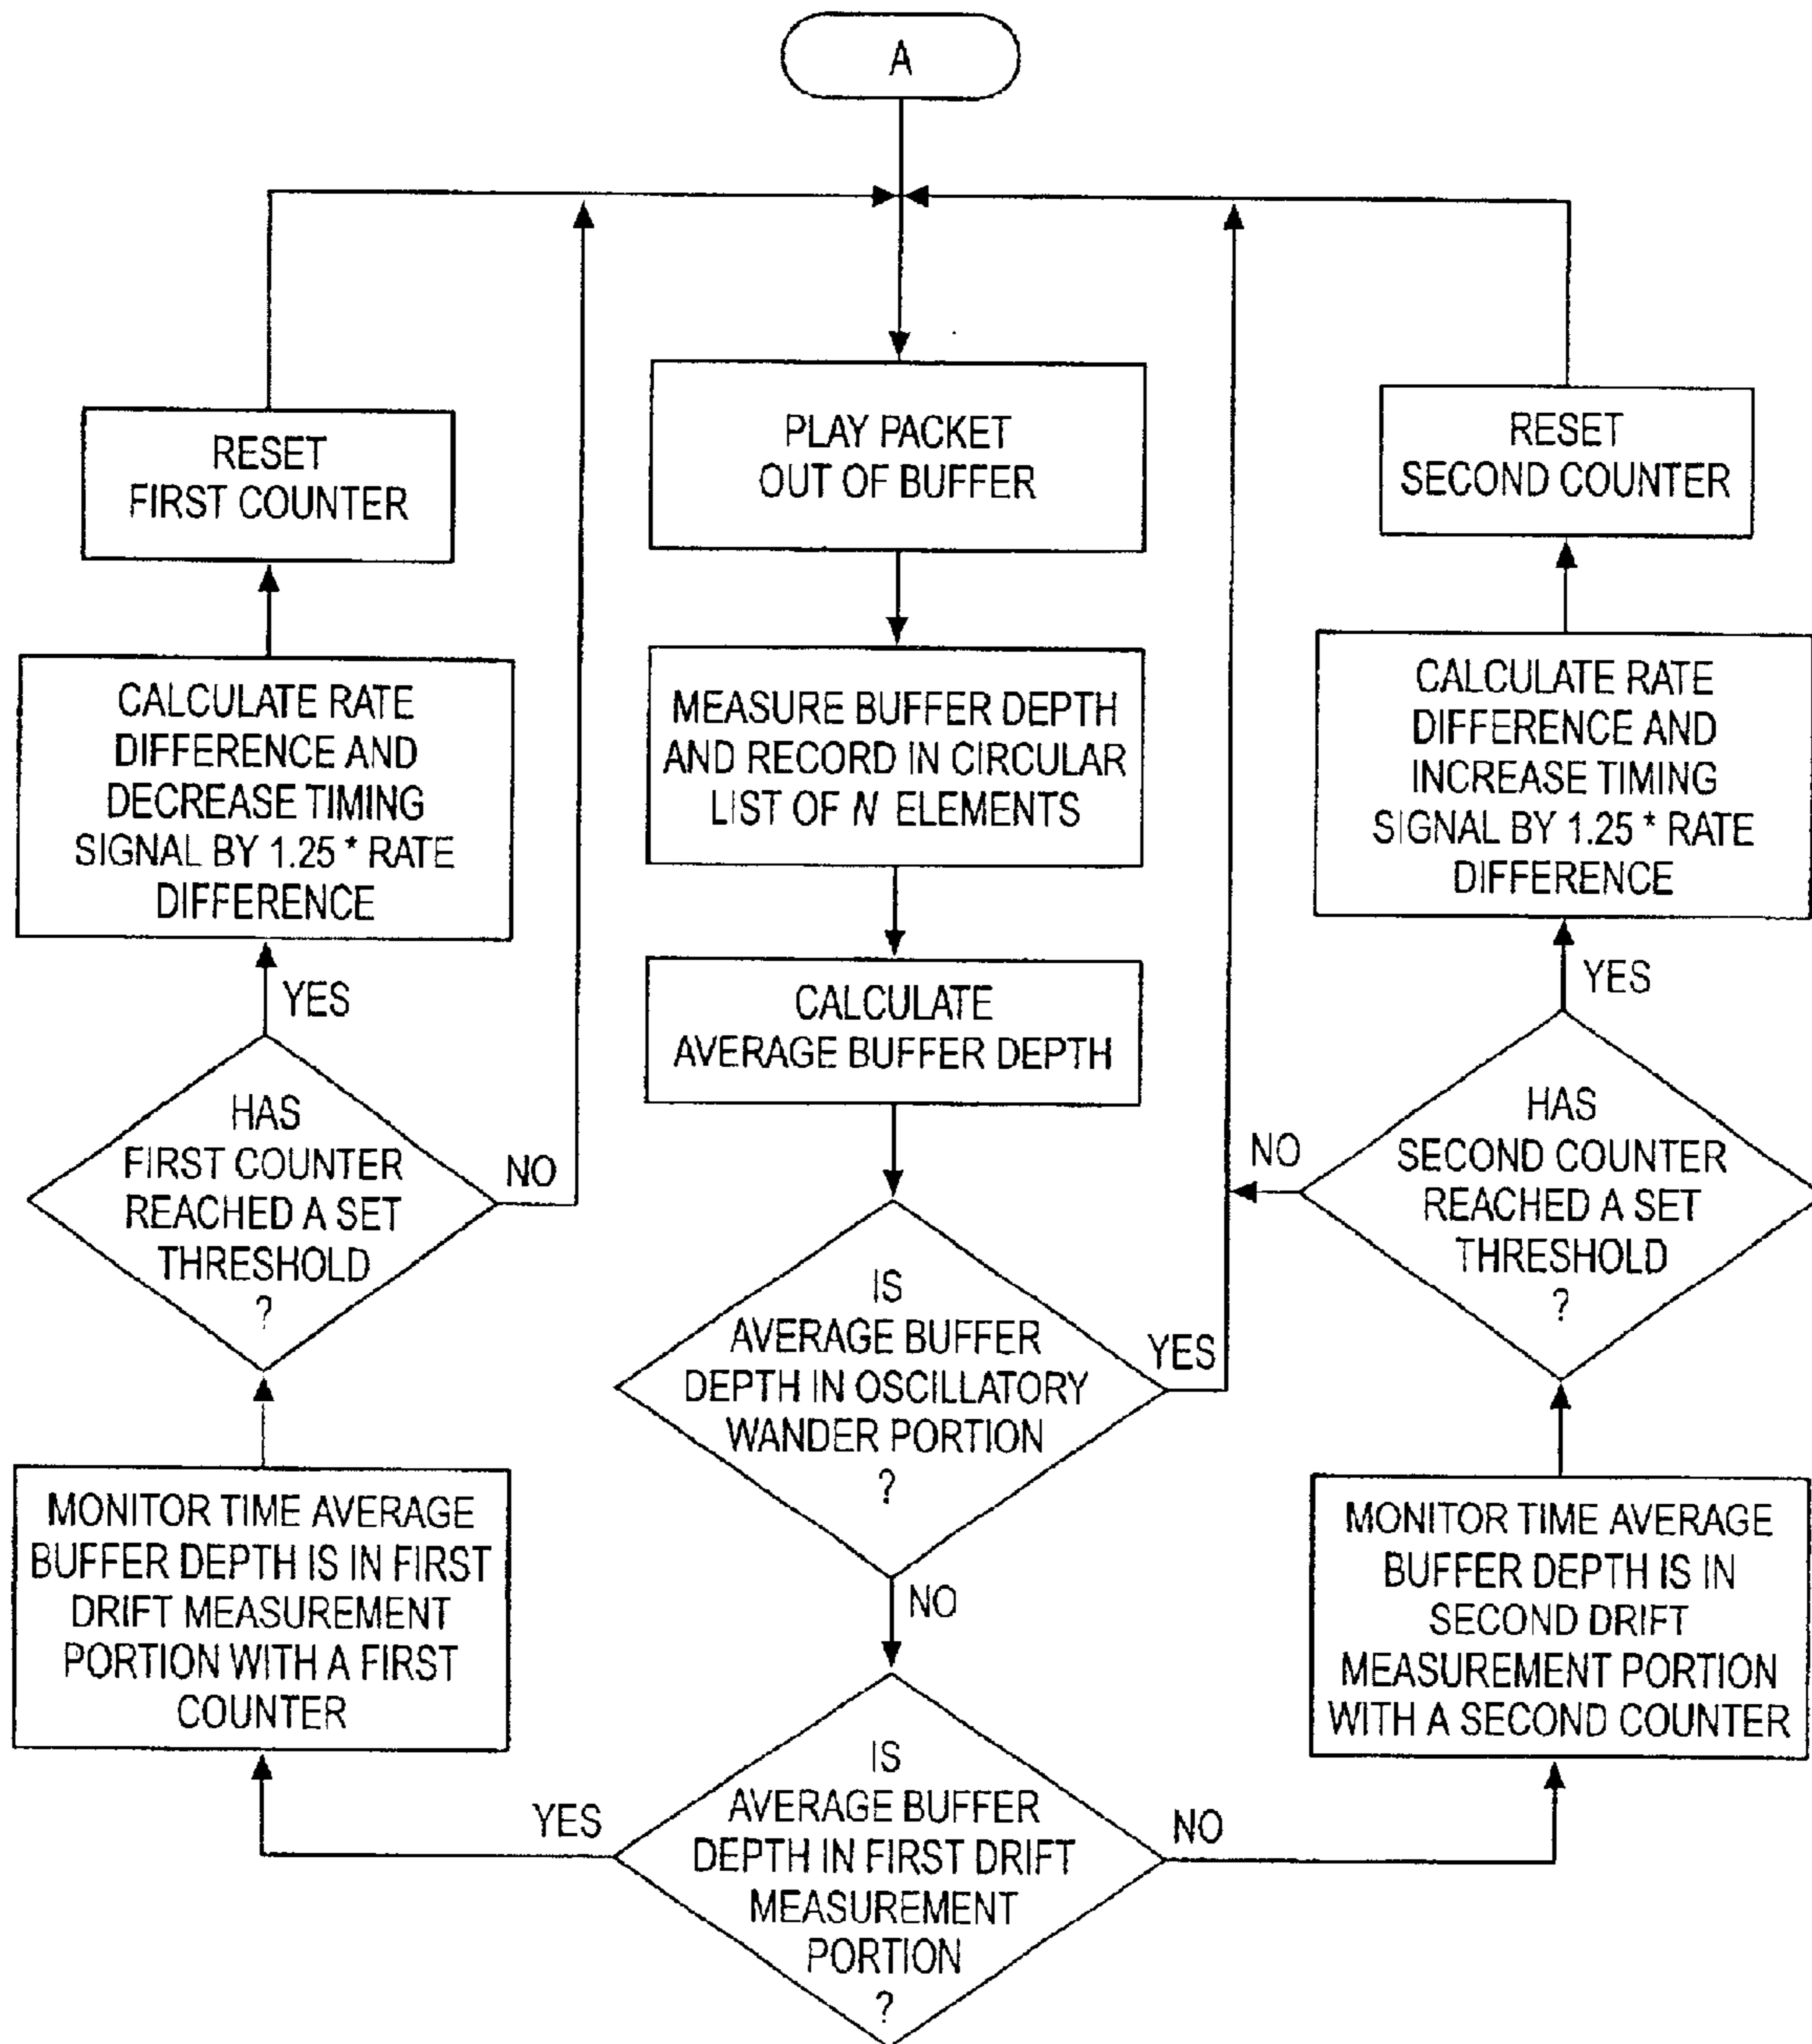 A
PLAY PACKET
OUT OF BUFFER
MEASURE BUFFER DEPTH
AND RECORD IN CIRCULAR
LIST OF N ELEMENTS
CALCULATE
AVERAGE BUFFER DEPTH
IS
AVERAGE BUFFER
DEPTH IN OSCILLATORY
WANDER PORTION
?
YES
NO
IS
AVERAGE BUFFER
DEPTH IN FIRST DRIFT
MEASUREMENT
PORTION
?
YES
NO
MONITOR TIME AVERAGE
BUFFER DEPTH IS IN FIRST
DRIFT MEASUREMENT
PORTION WITH A FIRST
COUNTER
HAS
FIRST COUNTER
REACHED A SET
THRESHOLD
?
NO
YES
CALCULATE RATE
DIFFERENCE AND
DECREASE TIMING
SIGNAL BY 1.25 * RATE
DIFFERENCE
RESET
FIRST COUNTER
MONITOR TIME AVERAGE
BUFFER DEPTH IS IN
SECOND DRIFT
MEASUREMENT PORTION
WITH A SECOND COUNTER
HAS
SECOND COUNTER
REACHED A SET
THRESHOLD
?
NO
YES
CALCULATE RATE
DIFFERENCE AND
INCREASE TIMING
SIGNAL BY 1.25 * RATE
DIFFERENCE
RESET
SECOND COUNTER